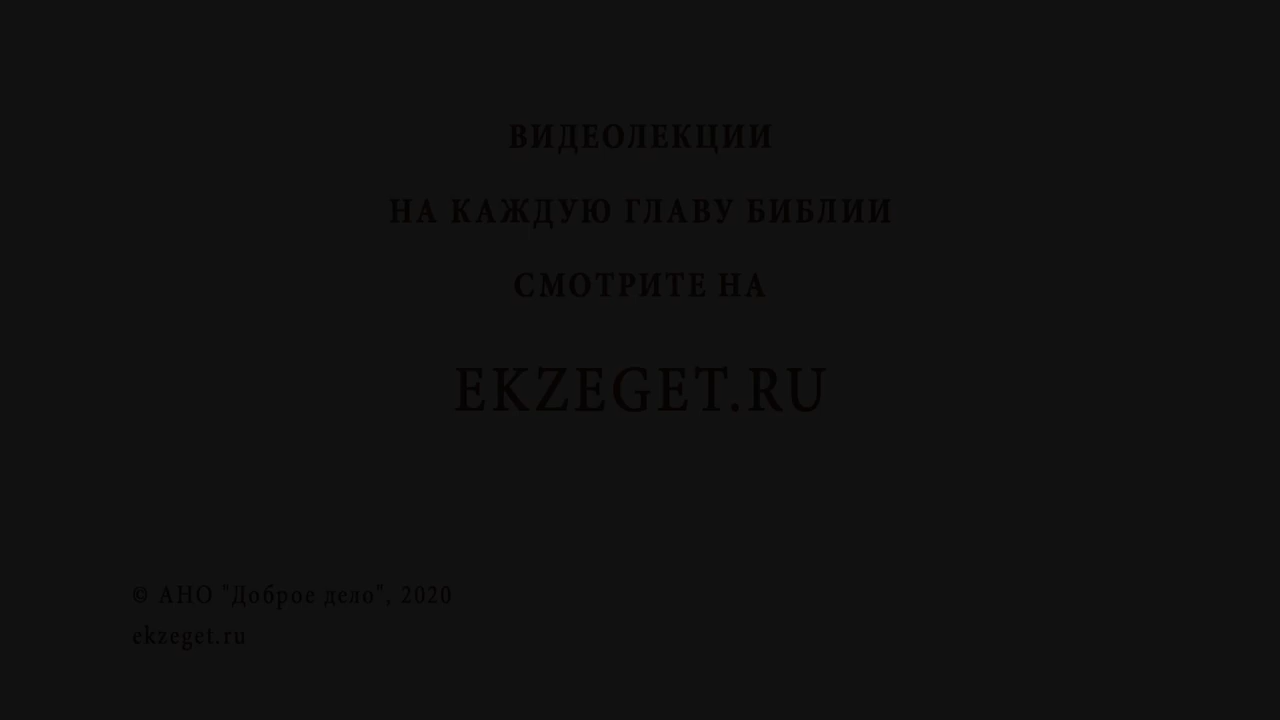 ВИДЕОЛЕКЦИИ
НА КАЖДУЮ ГЛАВУ БИБЛИИ
СМОТРИТЕ НА
EKZEGET.RU
© АНО "Доброе дело", 2020
ekzeget.ru